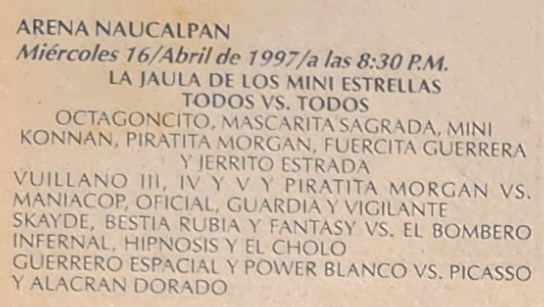 ARENA NAUCALPAN
Miércoles 16/Abril de 1997/a las 8:30 P.M.
LA JAULA DE LOS MINI ESTRELLAS
TODOS VS. TODOS
OCTAGONCITO, MASCARITA SAGRADA, MINI
KONNAN, PIRATITA MORGAN, FUERCITA GUERRERA
Y JERRITO ESTRADA
VUILLANO III, IV Y V Y PIRATITA MORGAN VS.
MANIACOP, OFICIAL, GUARDIA Y VIGILANTE
SKAYDE, BESTIA RUBIA Y FANTASY VS. EL BOMBERO
INFERNAL, HIPNOSIS Y EL CHOLO
GUERRERO ESPACIAL Y POWER BLANCO VS. PICASSO
Y ALACRAN DORADO